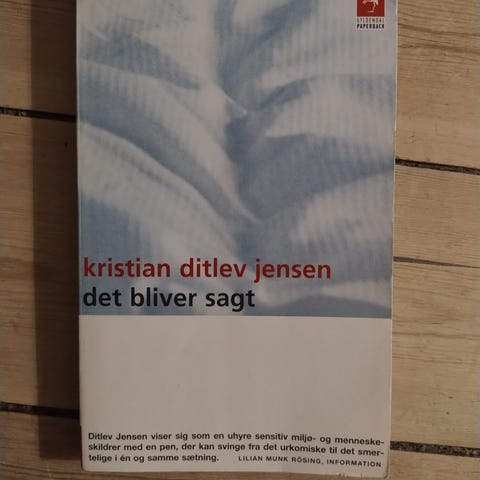 GYLDENDAL
PAPERBACK
kristian ditlev jensen
det bliver sagt
Ditlev Jensen viser sig som en uhyre sensitiv miljø- og menneske-
skildrer med en pen, der kan svinge fra det urkomiske til det smer-
telige i én og samme sætning. LILIAN MUNK RÖSING, INFORMATION